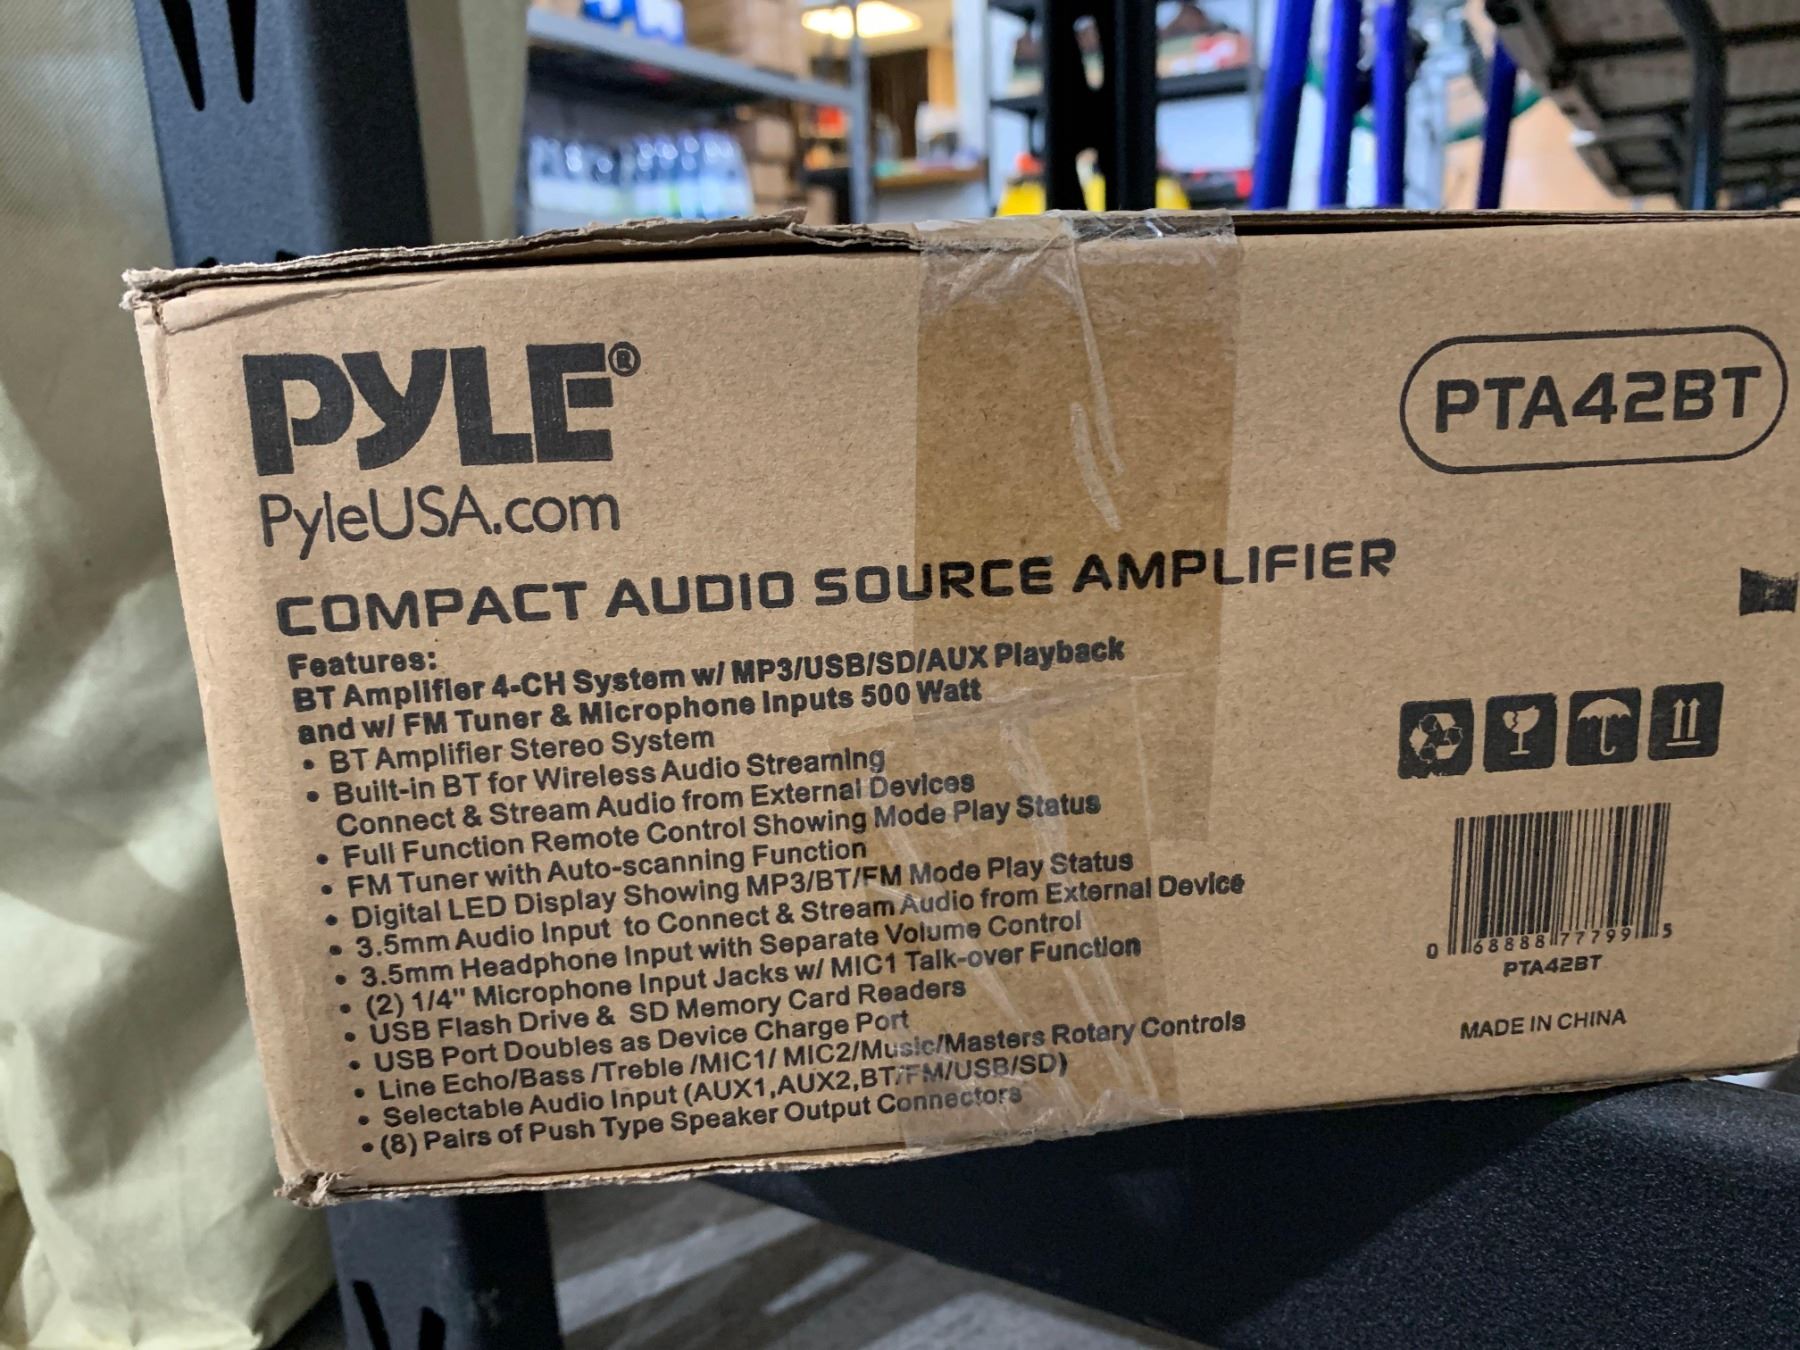 PYLE®
PyleUSA.com
PTA42BT
COMPACT AUDIO SOURCE AMPLIFIER
Features:
BT Amplifier 4-CH System w/ MP3/USB/SD/AUX Playback
and w/ FM Tuner & Microphone Inputs 500 Watt
• BT Amplifier Stereo System
• Built-in BT for Wireless Audio Streaming
Connect & Stream Audio from External Devices
• Full Function Remote Control Showing Mode Play Status
• FM Tuner with Auto-scanning Function
• Digital LED Display Showing MP3/BT/FM Mode Play Status
• 3.5mm Audio Input to Connect & Stream Audio from External Device
• 3.5mm Headphone Input with Separate Volume Control
• (2) 1/4" Microphone Input Jacks w/ MIC1 Talk-over Function
• USB Flash Drive & SD Memory Card Readers
• USB Port Doubles as Device Charge Port
• Line Echo/Bass /Treble /MIC1/ MIC2/Music/Masters Rotary Controls
• Selectable Audio Input (AUX1,AUX2,BT/FM/USB/SD)
• (8) Pairs of Push Type Speaker Output Connectors
0 68888 77799 5
PTA42BT
MADE IN CHINA